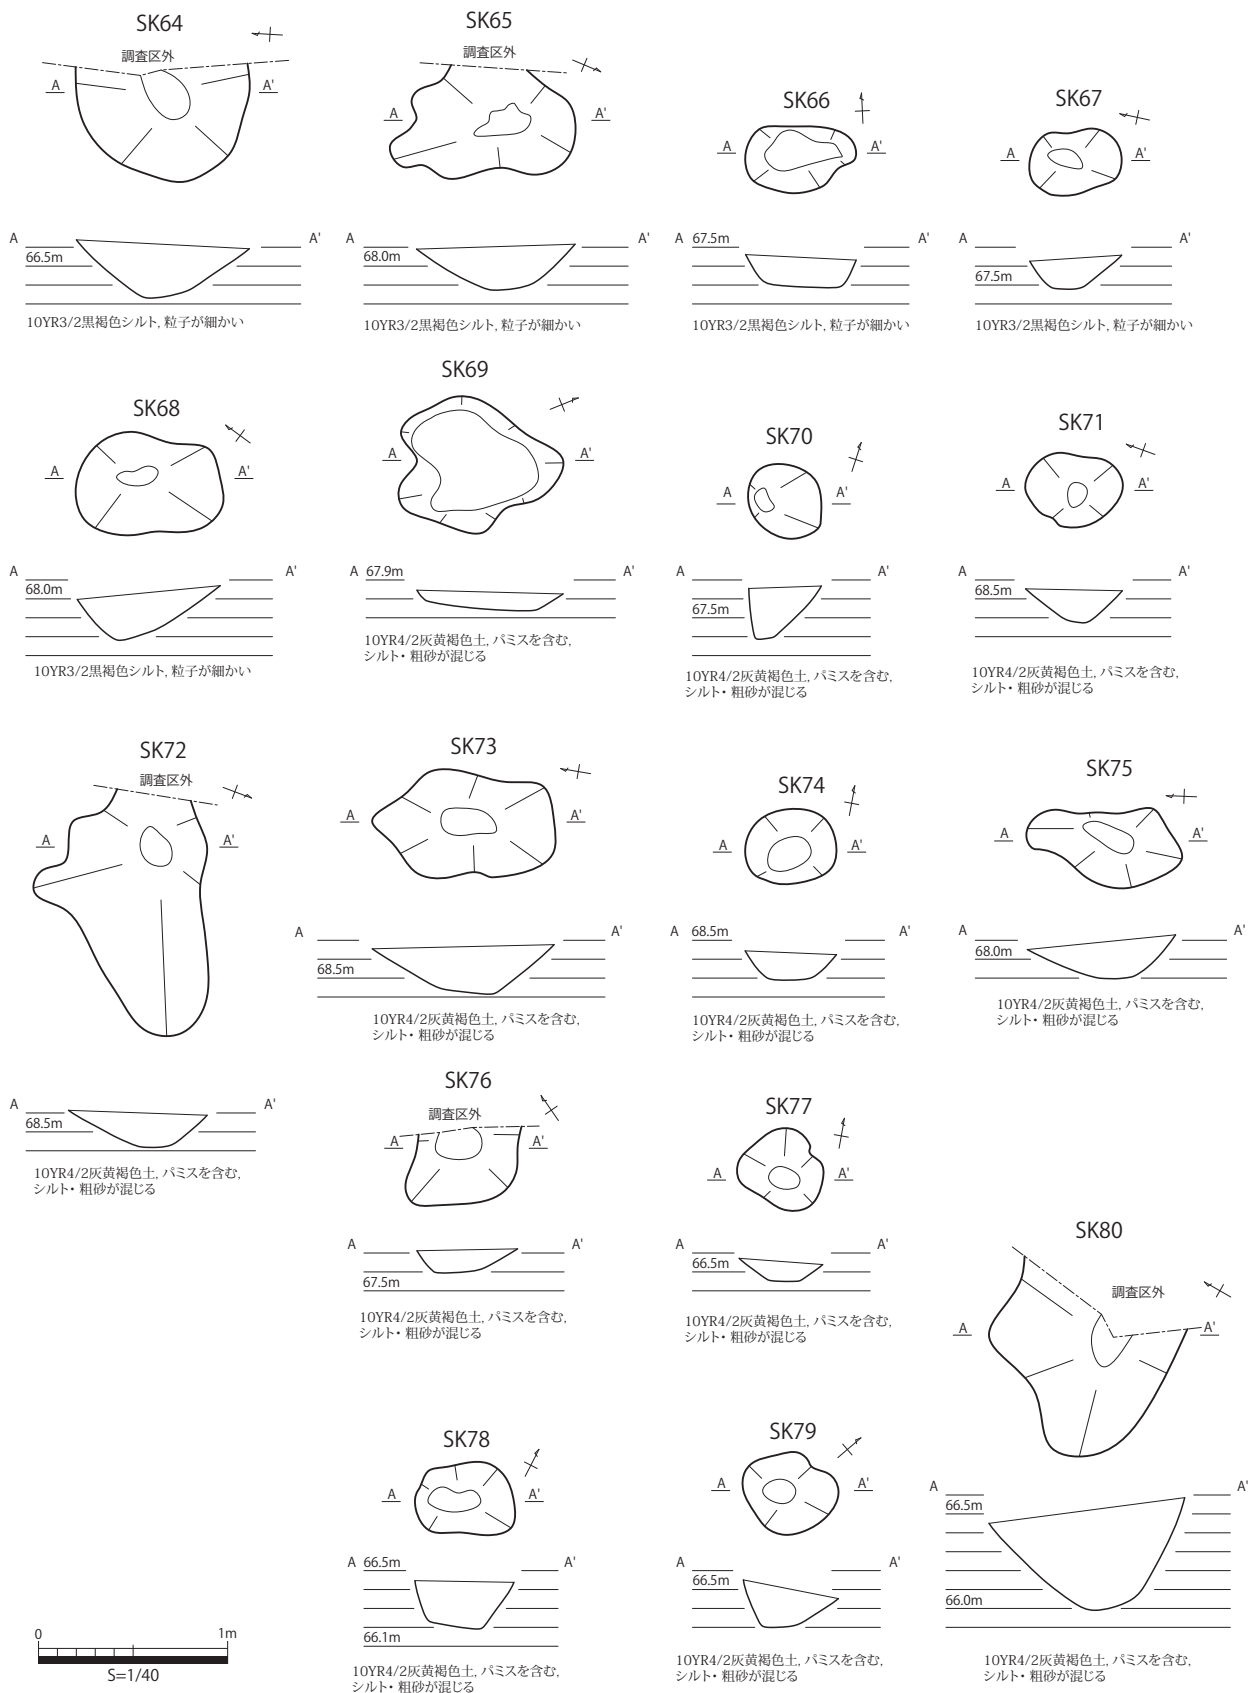 SK64
調査区外
A
A'
A
A'
66.5m
10YR3/2黒褐色シルト, 粒子が細かい
SK65
調査区外
A
A'
A
A'
68.0m
10YR3/2黒褐色シルト, 粒子が細かい
SK66
A
A'
A
67.5m
A'
10YR3/2黒褐色シルト, 粒子が細かい
SK67
A
A'
A
A'
67.5m
10YR3/2黒褐色シルト, 粒子が細かい
SK68
A
A'
A
A'
68.0m
10YR3/2黒褐色シルト, 粒子が細かい
SK69
A
A'
A
67.9m
A'
10YR4/2灰黄褐色土, パミスを含む,
シルト・粗砂が混じる
SK70
A
A'
A
A'
67.5m
10YR4/2灰黄褐色土, パミスを含む,
シルト・粗砂が混じる
SK71
A
A'
A
A'
68.5m
10YR4/2灰黄褐色土, パミスを含む,
シルト・粗砂が混じる
SK72
調査区外
A
A'
A
A'
68.5m
10YR4/2灰黄褐色土, パミスを含む,
シルト・粗砂が混じる
SK73
A
A'
A
A'
68.5m
10YR4/2灰黄褐色土, パミスを含む,
シルト・粗砂が混じる
SK74
A
A'
A
68.5m
A'
10YR4/2灰黄褐色土, パミスを含む,
シルト・粗砂が混じる
SK75
A
A'
A
A'
68.0m
10YR4/2灰黄褐色土, パミスを含む,
シルト・粗砂が混じる
SK76
調査区外
A
A'
A
A'
67.5m
10YR4/2灰黄褐色土, パミスを含む,
シルト・粗砂が混じる
SK77
A
A'
A
A'
66.5m
10YR4/2灰黄褐色土, パミスを含む,
シルト・粗砂が混じる
SK78
A
A'
A
66.5m
A'
66.1m
10YR4/2灰黄褐色土, パミスを含む,
シルト・粗砂が混じる
SK79
A
A'
A
A'
66.5m
10YR4/2灰黄褐色土, パミスを含む,
シルト・粗砂が混じる
SK80
調査区外
A
A'
A
A'
66.5m
66.0m
10YR4/2灰黄褐色土, パミスを含む,
シルト・粗砂が混じる
0
1m
S=1/40